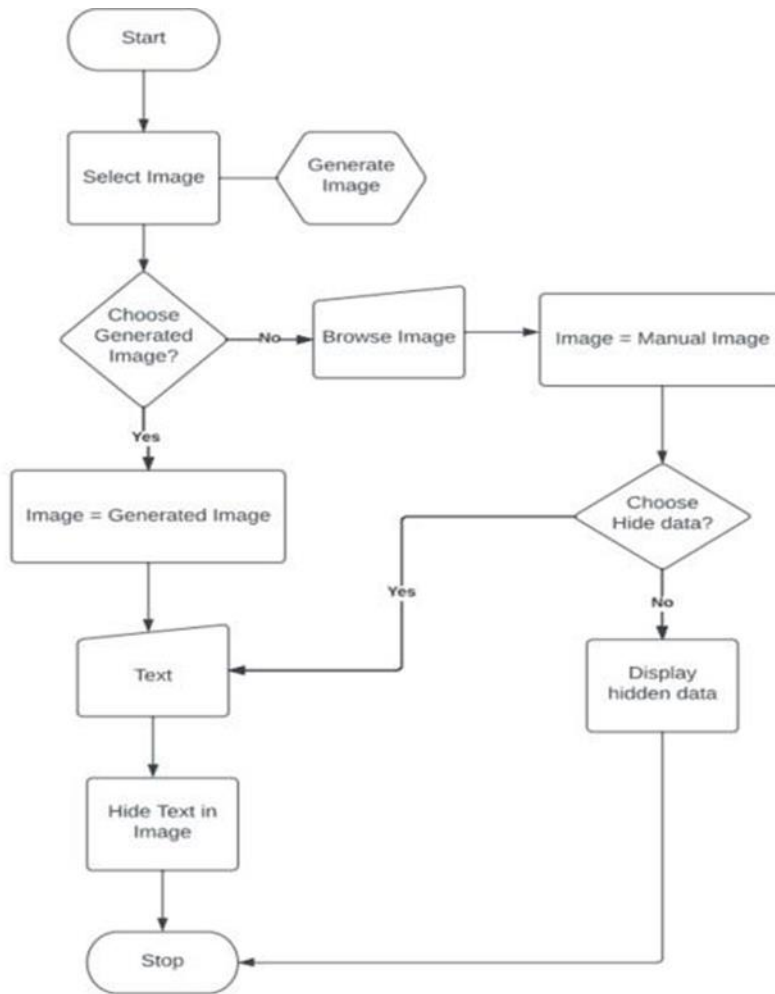 Start
Select Image
Generate
Image
Choose
Generated
Image?
No
Browse Image
Image = Manual Image
Yes
Image = Generated Image
Choose
Hide data?
Yes
No
Text
Display
hidden data
Hide Text in
Image
Stop